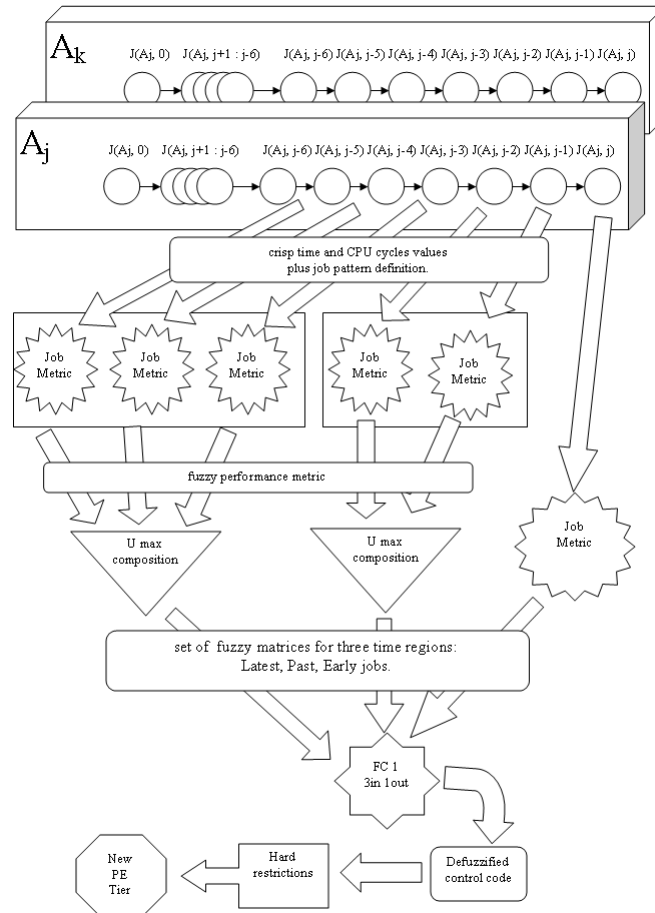 A_k
J(Aj, 0) J(Aj, j+1 : j-6) J(Aj, j-6) J(Aj, j-5) J(Aj, j-4) J(Aj, j-3) J(Aj, j-2) J(Aj, j-1) J(Aj, j)
A_j
J(Aj, 0) J(Aj, j+1 : j-6) J(Aj, j-6) J(Aj, j-5) J(Aj, j-4) J(Aj, j-3) J(Aj, j-2) J(Aj, j-1) J(Aj, j)
crisp time and CPU cycles values
plus job pattern definition.
Job
Metric
Job
Metric
Job
Metric
Job
Metric
Job
Metric
fuzzy performance metric
U max
composition
U max
composition
Job
Metric
set of fuzzy matrices for three time regions:
Latest, Past, Early jobs.
FC 1
3in 1out
Defuzzified
control code
Hard
restrictions
New
PE
Tier